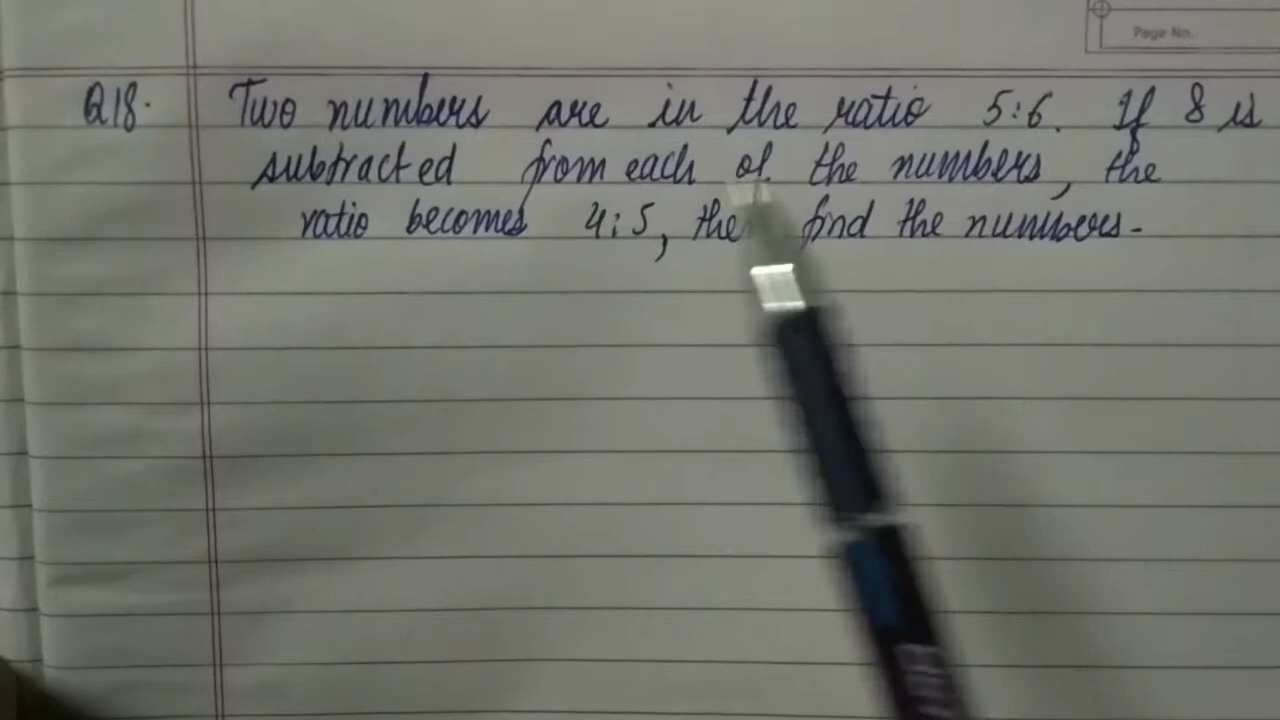 Page No.
Q18. Two numbers are in the ratio 5:6. If 8 is
subtracted from each of the numbers, the
ratio becomes 4:5, the find the numbers.